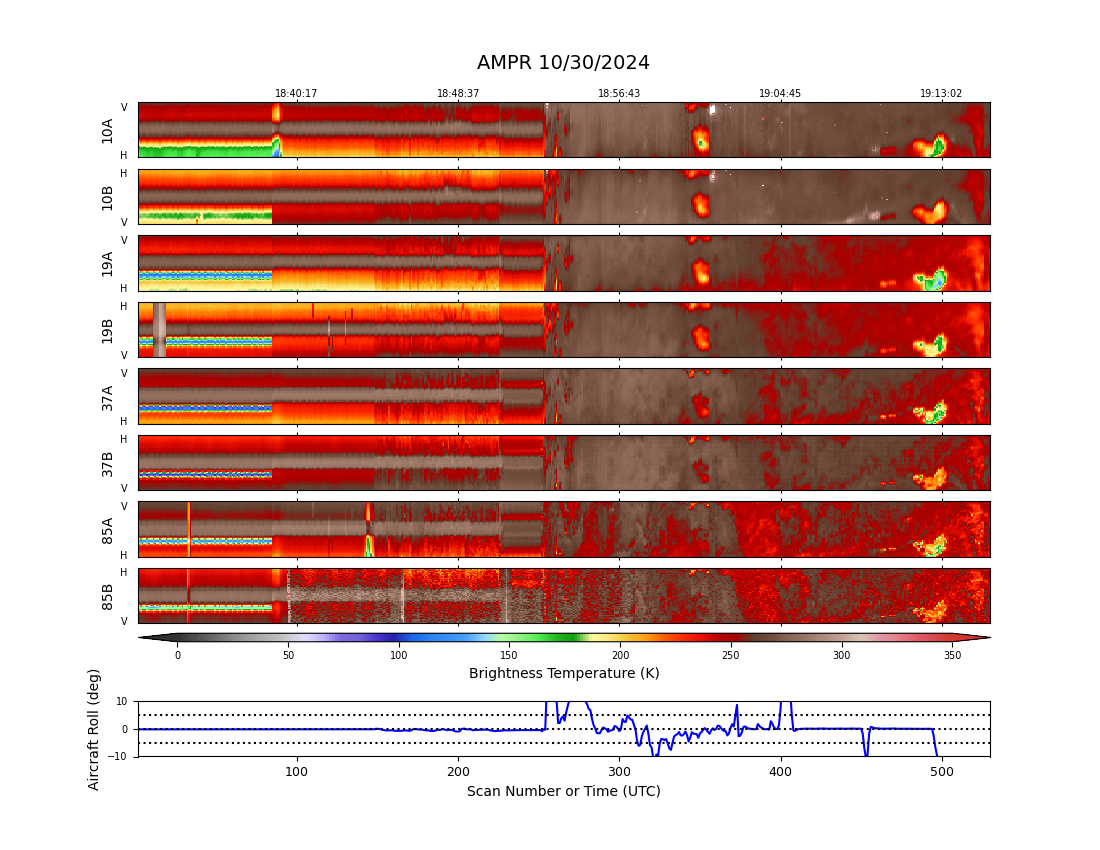 AMPR 10/30/2024
18:40:17 18:48:37 18:56:43 19:04:45 19:13:02
V 10A H
H 10B V
V 19A H
H 19B V
V 37A H
H 37B V
V 85A H
H 85B V
0 50 100 150 200 250 300 350
Brightness Temperature (K)
Aircraft Roll (deg)
10
0
−10
100 200 300 400 500
Scan Number or Time (UTC)